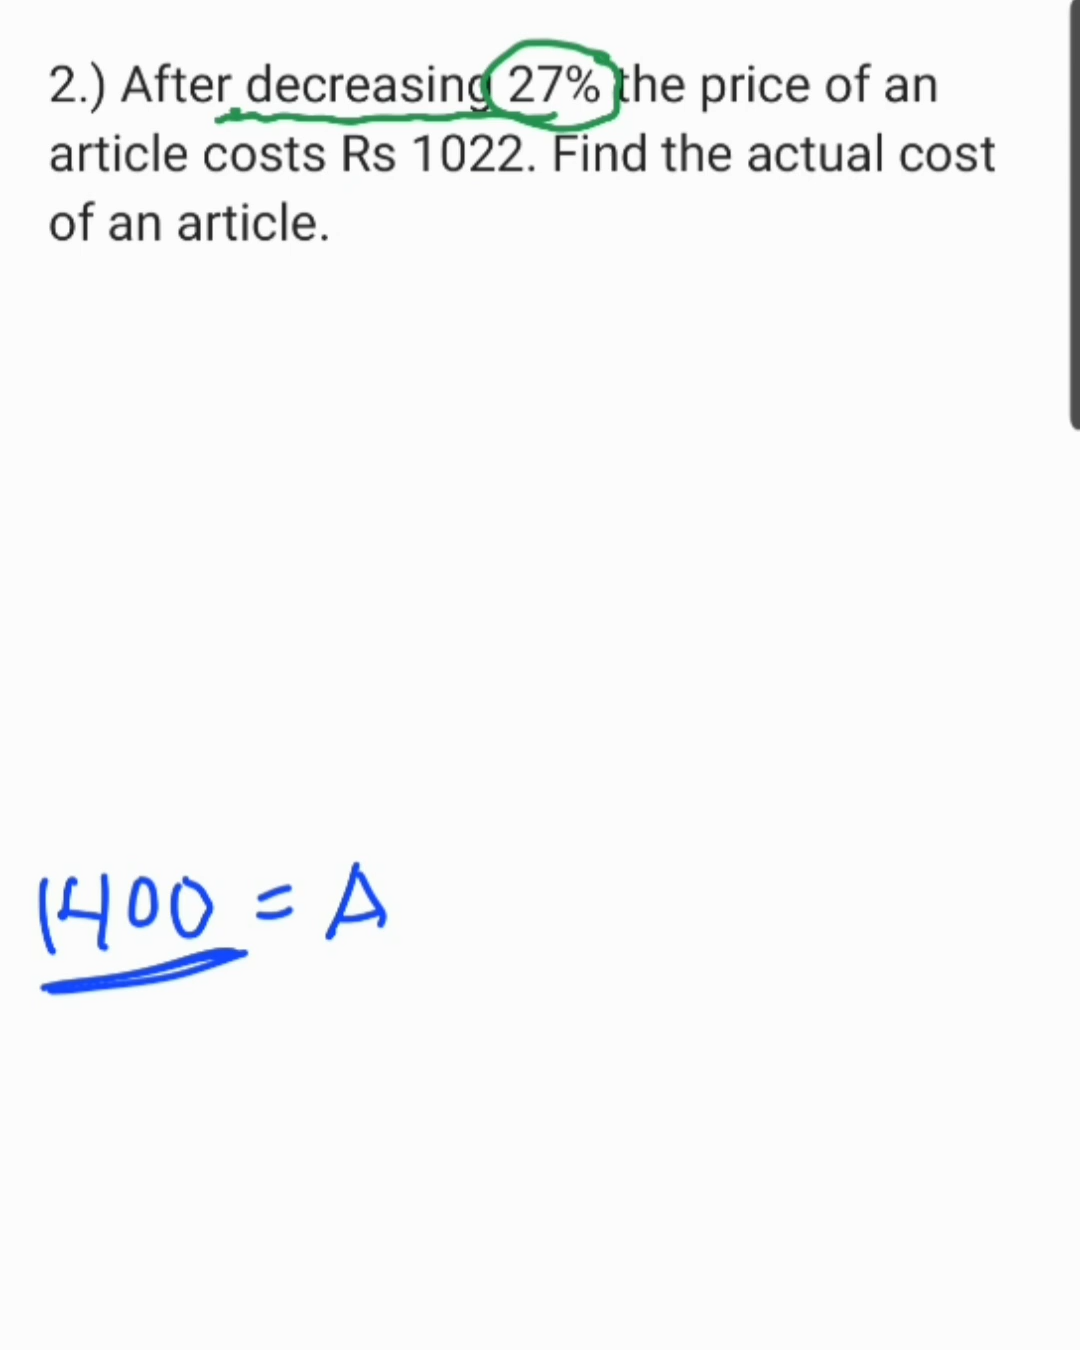 2.) After decreasing 27% the price of an
article costs Rs 1022. Find the actual cost
of an article.
1400 = A